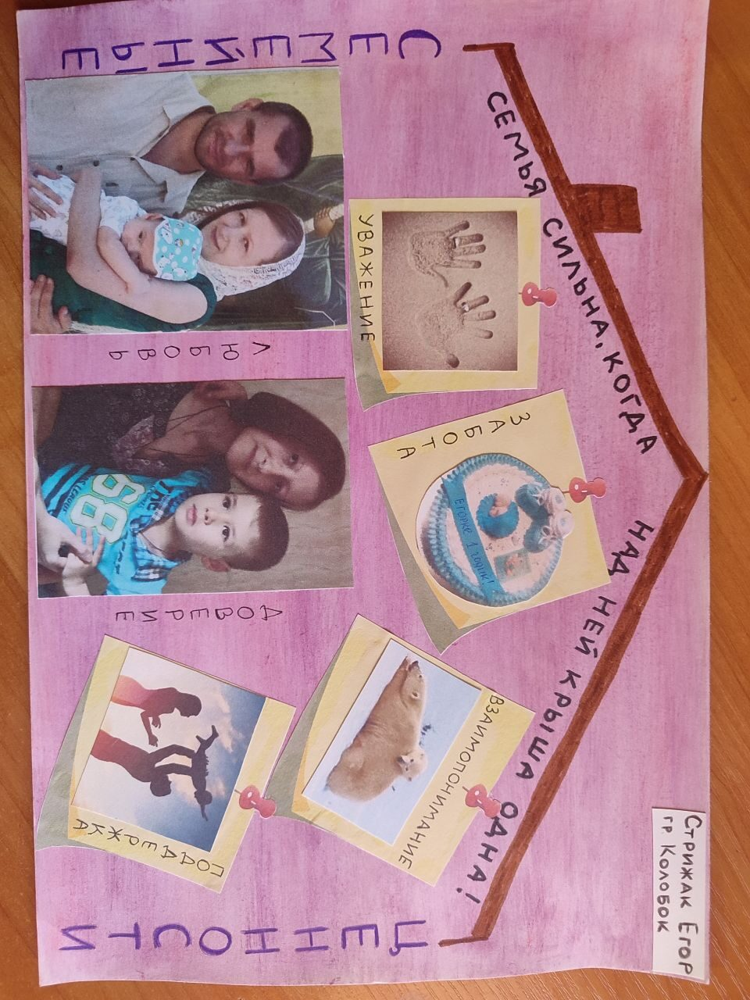 СТРИЖАК ЕГОР
ГР. КОЛОБОК
СЕМЬЯ СИЛЬНА, КОГДА
НАД НЕЙ КРЫША ОДНА!
СЕМЕЙНЫЕ
ЦЕННОСТИ
УВАЖЕНИЕ
ЗАБОТА
ЕГОРКЕ 1 ГОДИК!
ВЗАИМОПОНИМАНИЕ
ПОДДЕРЖКА
ЛЮБОВЬ
ДОВЕРИЕ
98